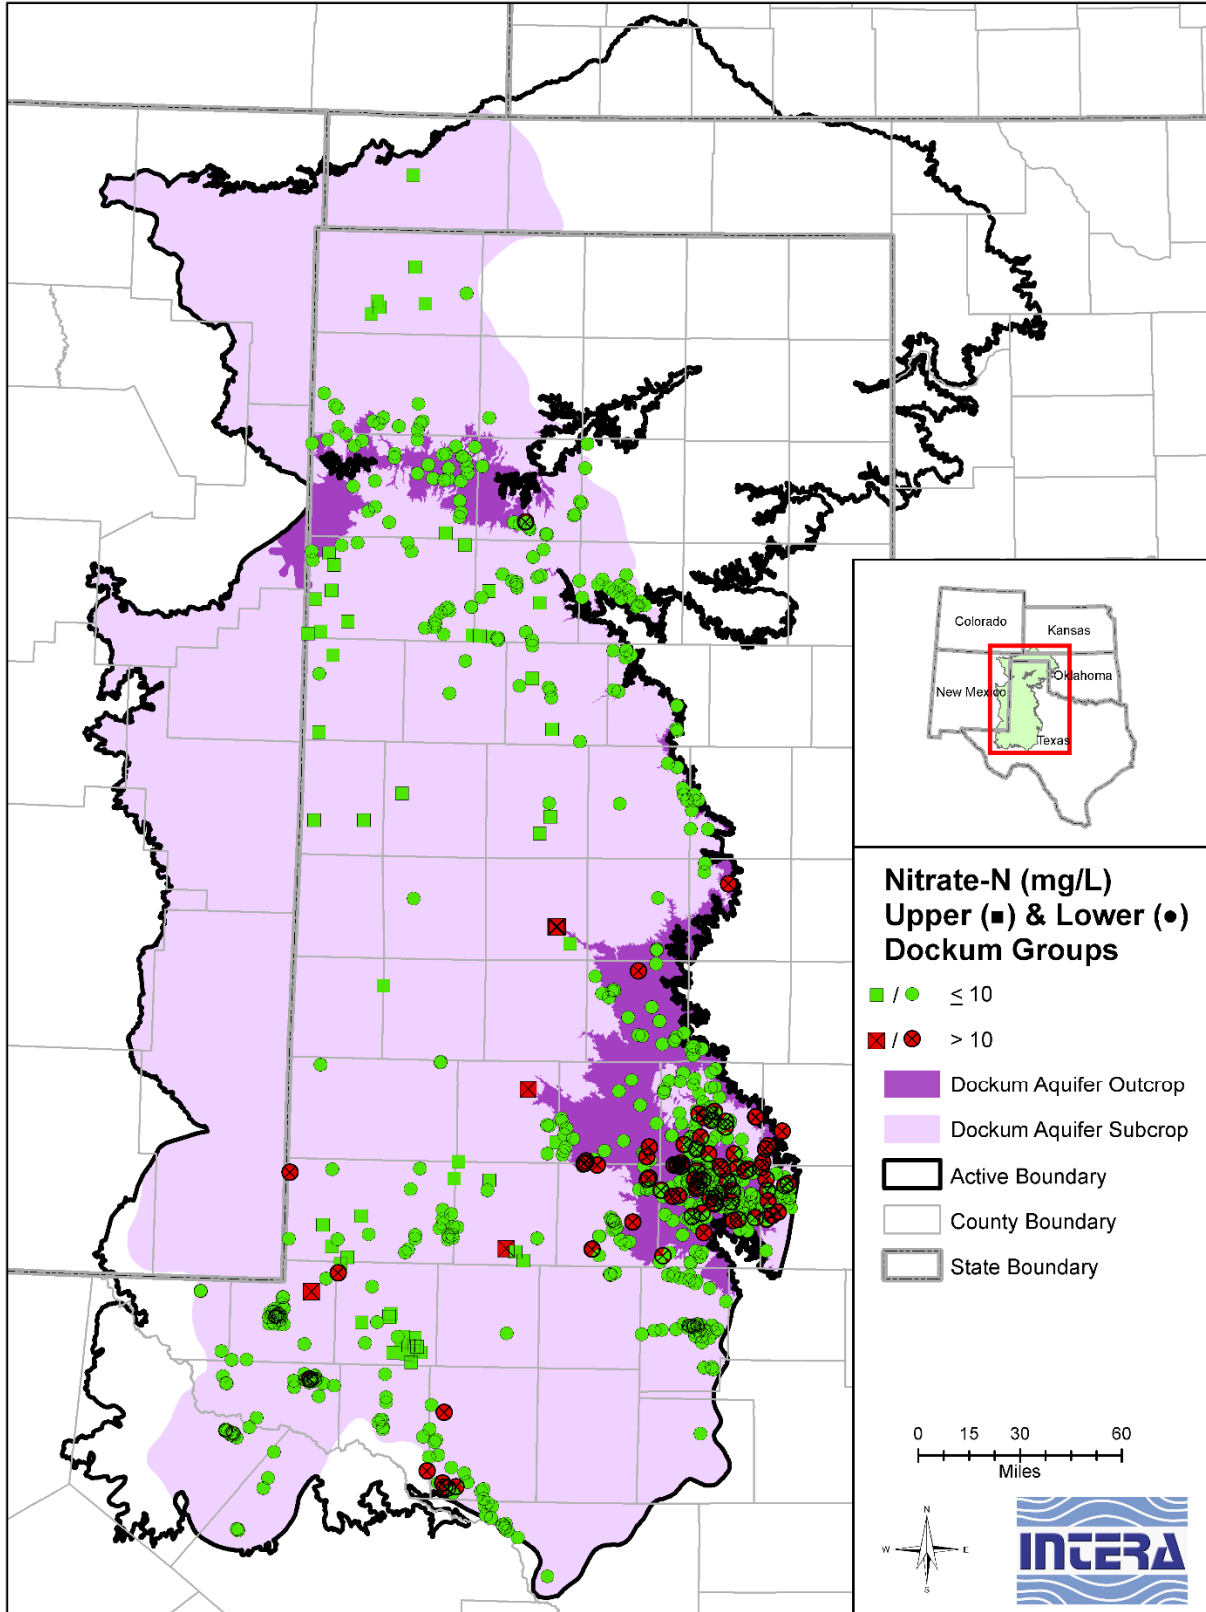 Colorado
Kansas
New Mexico
Oklahoma
Texas
Nitrate-N (mg/L)
Upper (■) & Lower (●)
Dockum Groups
■ / ● ≤ 10
■ / ● > 10
Dockum Aquifer Outcrop
Dockum Aquifer Subcrop
Active Boundary
County Boundary
State Boundary
0 15 30 60
Miles
N
W E
S
INTERA